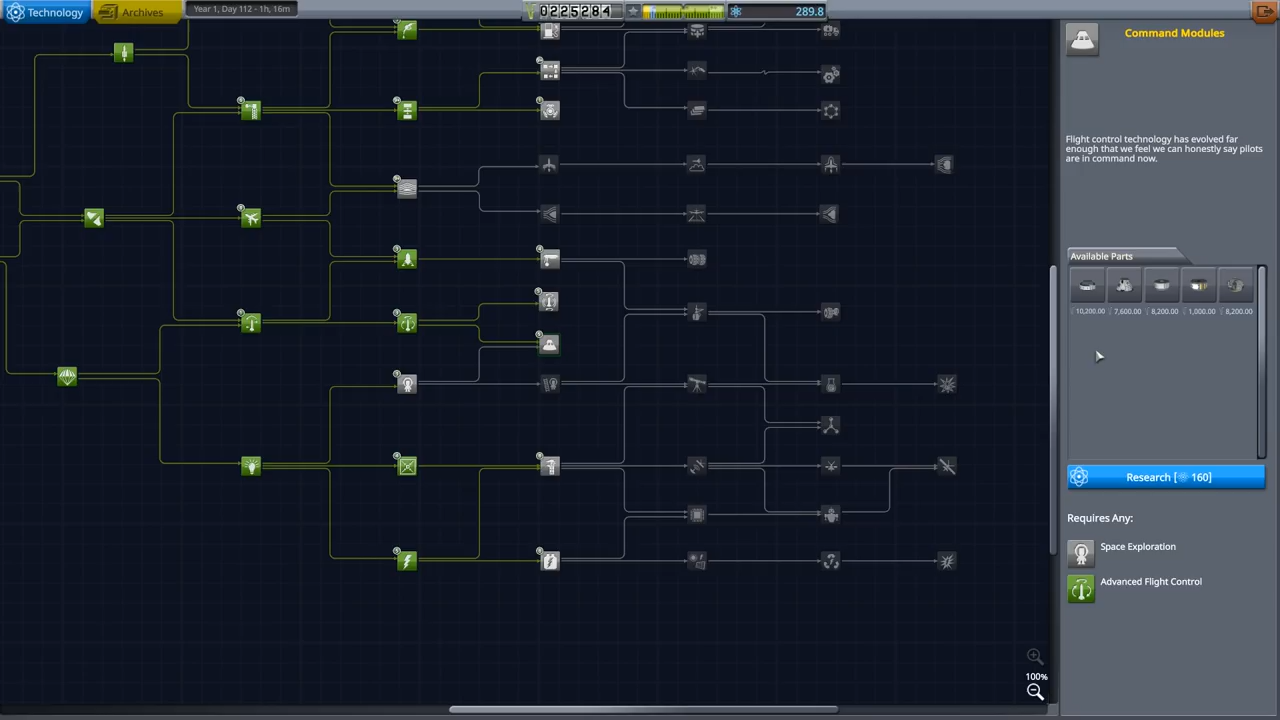 Technology
Archives
Year 1, Day 112 - 1h, 16m
0225284
289.8
Command Modules
Flight control technology has evolved far
enough that we feel we can honestly say pilots
are in command now.
Available Parts
10,200.00 7,600.00 8,200.00 1,000.00 8,200.00
Research [ 160]
Requires Any:
Space Exploration
Advanced Flight Control
100%